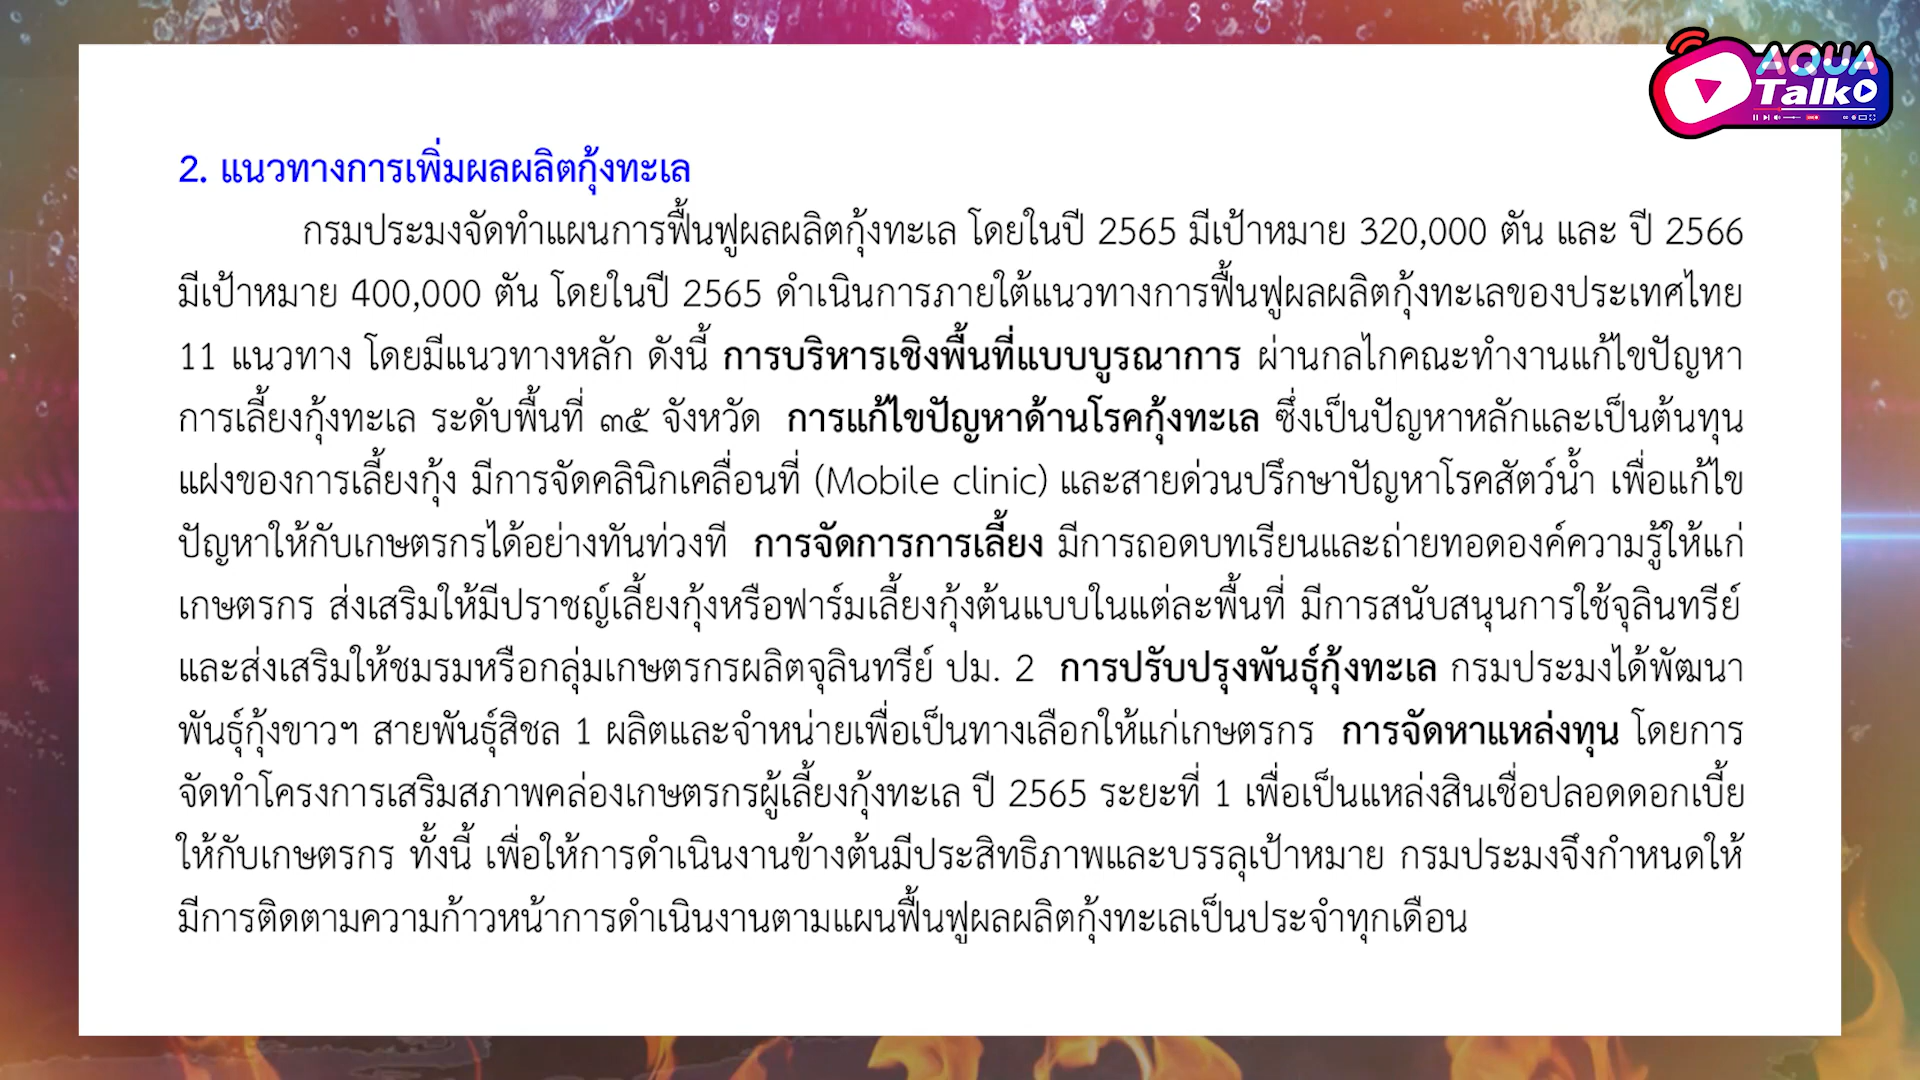 AQUA
Talk
2. แนวทางการเพิ่มผลผลิตกุ้งทะเล
กรมประมงจัดทำแผนการฟื้นฟูผลผลิตกุ้งทะเล โดยในปี 2565 มีเป้าหมาย 320,000 ตัน และ ปี 2566
มีเป้าหมาย 400,000 ตัน โดยในปี 2565 ดำเนินการภายใต้แนวทางการฟื้นฟูผลผลิตกุ้งทะเลของประเทศไทย
11 แนวทาง โดยมีแนวทางหลัก ดังนี้ การบริหารเชิงพื้นที่แบบบูรณาการ ผ่านกลไกคณะทำงานแก้ไขปัญหา
การเลี้ยงกุ้งทะเล ระดับพื้นที่ ๓๕ จังหวัด การแก้ไขปัญหาด้านโรคกุ้งทะเล ซึ่งเป็นปัญหาหลักและเป็นต้นทุน
แฝงของการเลี้ยงกุ้ง มีการจัดคลินิกเคลื่อนที่ (Mobile clinic) และสายด่วนปรึกษาปัญหาโรคสัตว์น้ำ เพื่อแก้ไข
ปัญหาให้กับเกษตรกรได้อย่างทันท่วงที การจัดการการเลี้ยง มีการถอดบทเรียนและถ่ายทอดองค์ความรู้ให้แก่
เกษตรกร ส่งเสริมให้มีปราชญ์เลี้ยงกุ้งหรือฟาร์มเลี้ยงกุ้งต้นแบบในแต่ละพื้นที่ มีการสนับสนุนการใช้จุลินทรีย์
และส่งเสริมให้ชมรมหรือกลุ่มเกษตรกรผลิตจุลินทรีย์ ปม. 2 การปรับปรุงพันธุ์กุ้งทะเล กรมประมงได้พัฒนา
พันธุ์กุ้งขาวฯ สายพันธุ์สิชล 1 ผลิตและจำหน่ายเพื่อเป็นทางเลือกให้แก่เกษตรกร การจัดหาแหล่งทุน โดยการ
จัดทำโครงการเสริมสภาพคล่องเกษตรกรผู้เลี้ยงกุ้งทะเล ปี 2565 ระยะที่ 1 เพื่อเป็นแหล่งสินเชื่อปลอดดอกเบี้ย
ให้กับเกษตรกร ทั้งนี้ เพื่อให้การดำเนินงานข้างต้นมีประสิทธิภาพและบรรลุเป้าหมาย กรมประมงจึงกำหนดให้
มีการติดตามความก้าวหน้าการดำเนินงานตามแผนฟื้นฟูผลผลิตกุ้งทะเลเป็นประจำทุกเดือน